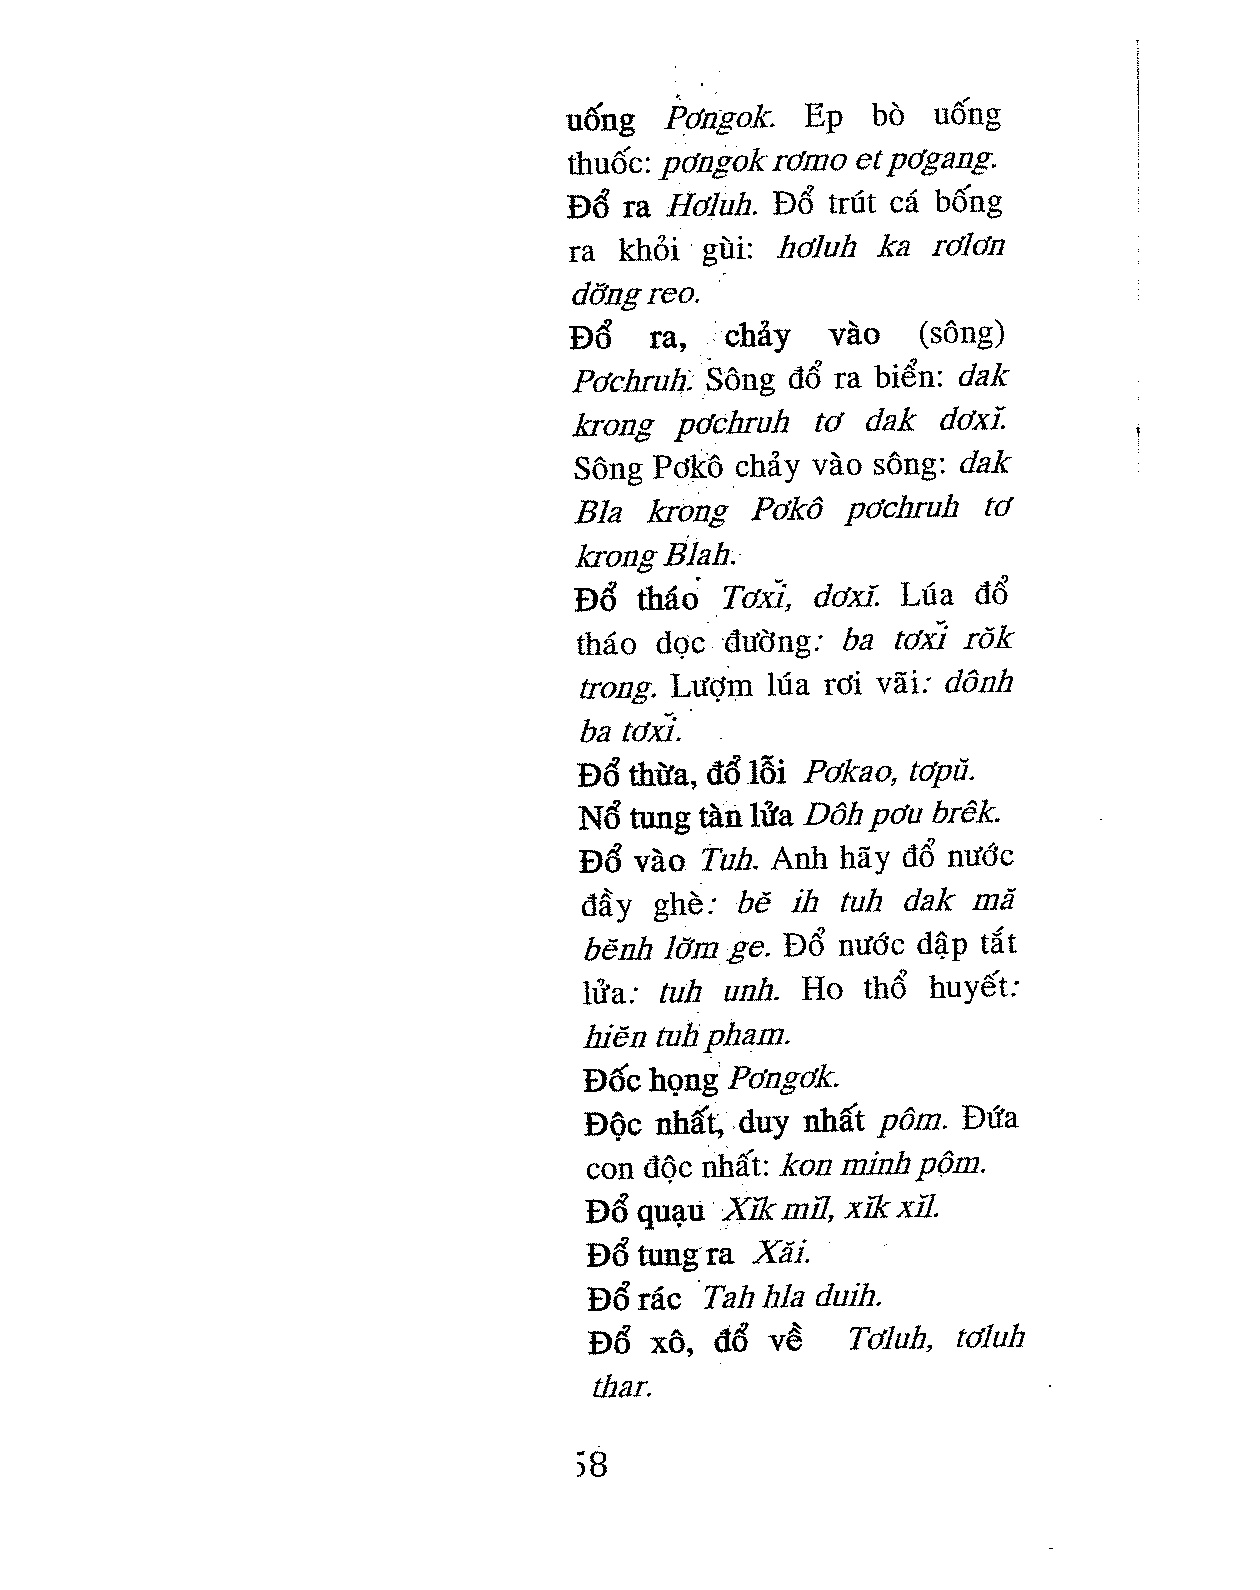 uống Pơngok. Ép bò uống
thuốc: pơngok rơmo et pơgang.
Đổ ra Hơluh. Đổ trút cá bống
ra khỏi gùi: hơluh ka rơlơn
dơ̆ng reo.
Đổ ra, chảy vào (sông)
Pơchruh. Sông đổ ra biển: dak
krong pơchruh tơ dak dơxĭ.
Sông Pơkô chảy vào sông: dak
Bla krong Pơkô pơchruh tơ
krong Blah.
Đổ tháo Tơxĭ, dơxĭ. Lúa đổ
tháo dọc đường: ba tơxĭ rŏk
trong. Lượm lúa rơi vãi: dônh
ba tơxĭ.
Đổ thừa, đổ lỗi Pơkao, tơpŭ.
Nổ tung tàn lửa Dôh pơu brêk.
Đổ vào Tuh. Anh hãy đổ nước
đầy ghè: bĕ ih tuh dak mă
bĕnh lơ̆m ge. Đổ nước dập tắt
lửa: tuh unh. Ho thổ huyết:
hiĕn tuh pham.
Đốc họng Pơngơk.
Độc nhất, duy nhất pôm. Đứa
con độc nhất: kon minh pôm.
Đổ quạu Xĭk mĭl, xĭk xĭl.
Đổ tung ra Xăi.
Đổ rác Tah hla duih.
Đổ xô, đổ về Tơluh, tơluh
thar.
58